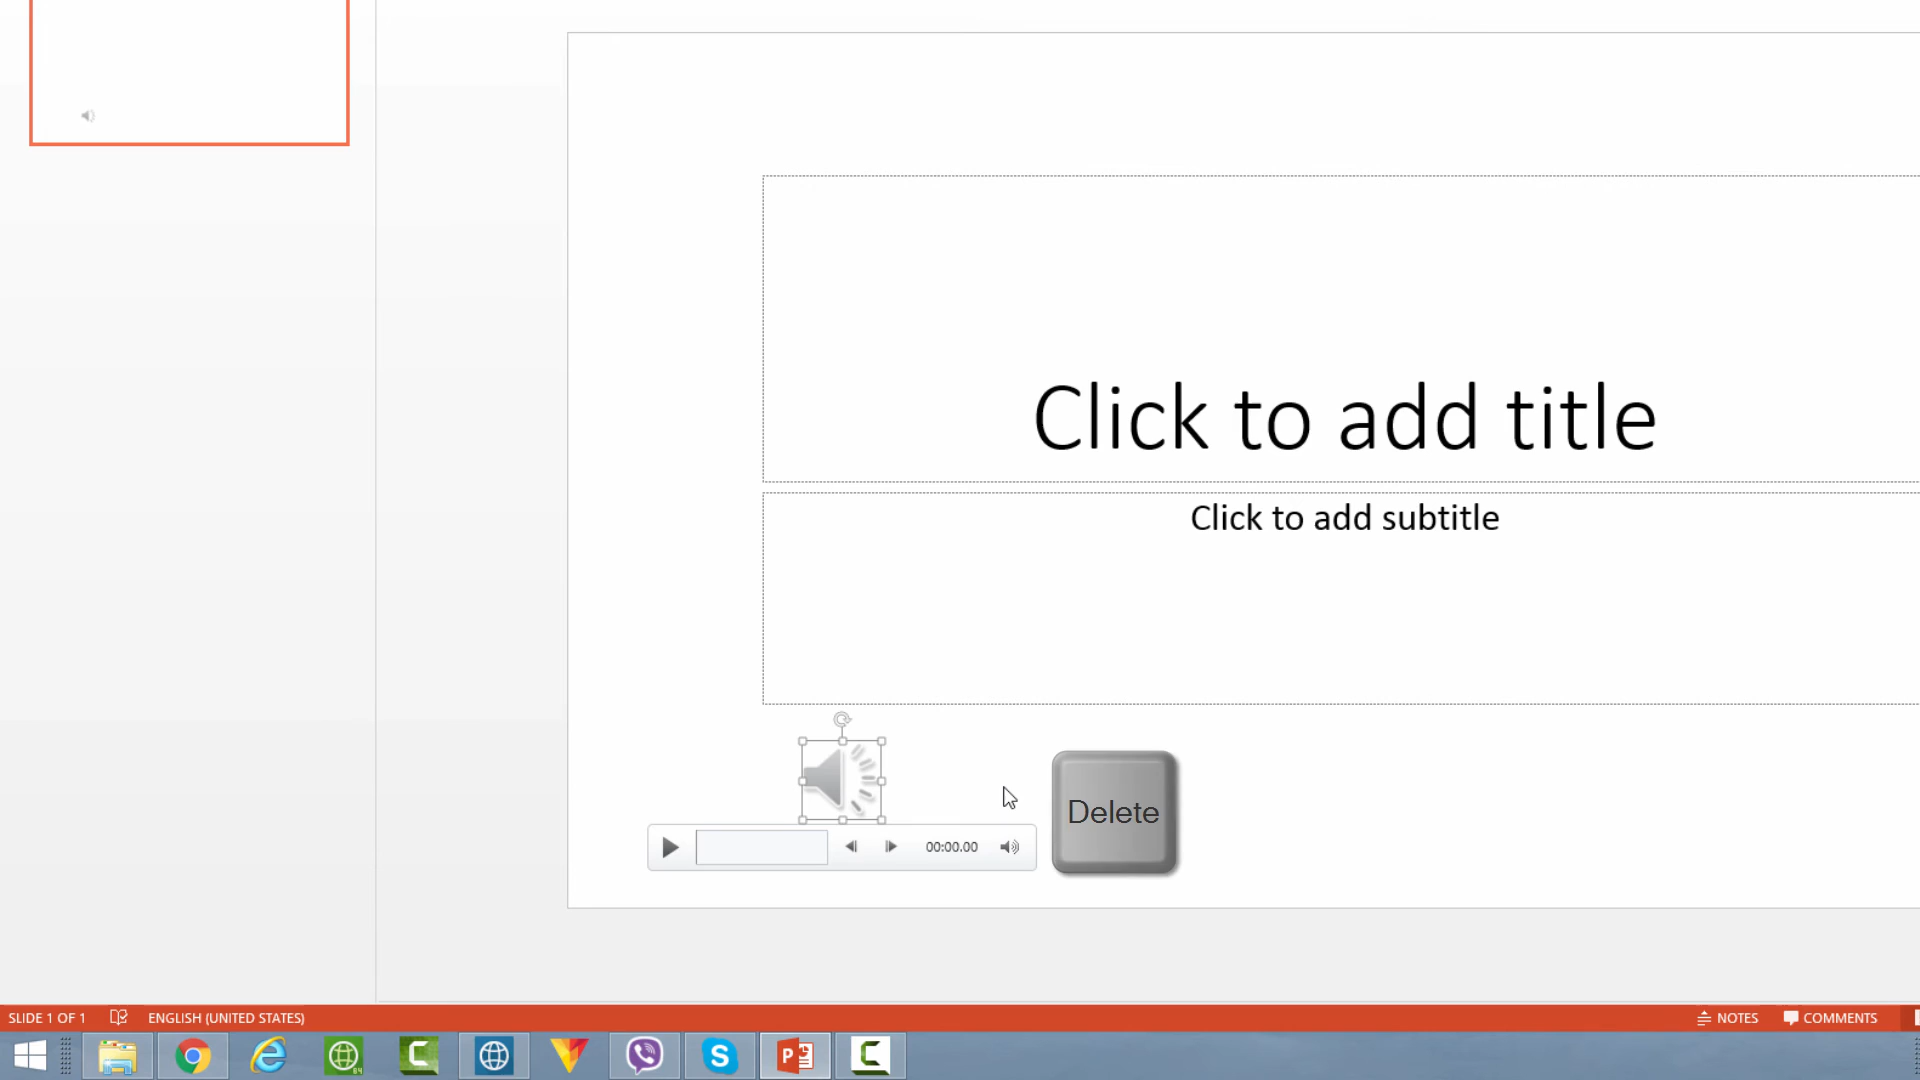 Click to add title
Click to add subtitle
Delete
00:00.00
SLIDE 1 OF 1 ENGLISH (UNITED STATES) NOTES COMMENTS
84